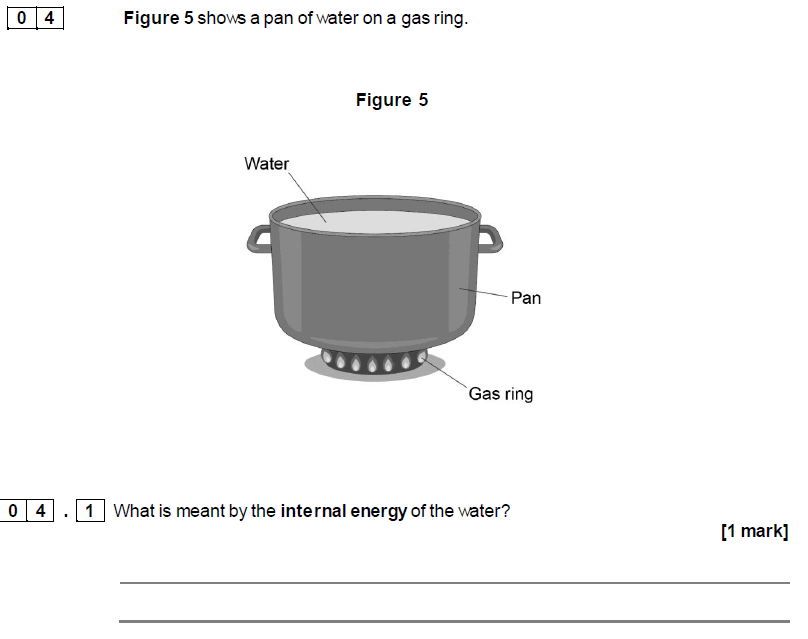 0 4 Figure 5 shows a pan of water on a gas ring.
Figure 5
Water
Pan
Gas ring
0 4 . 1 What is meant by the internal energy of the water?
[1 mark]